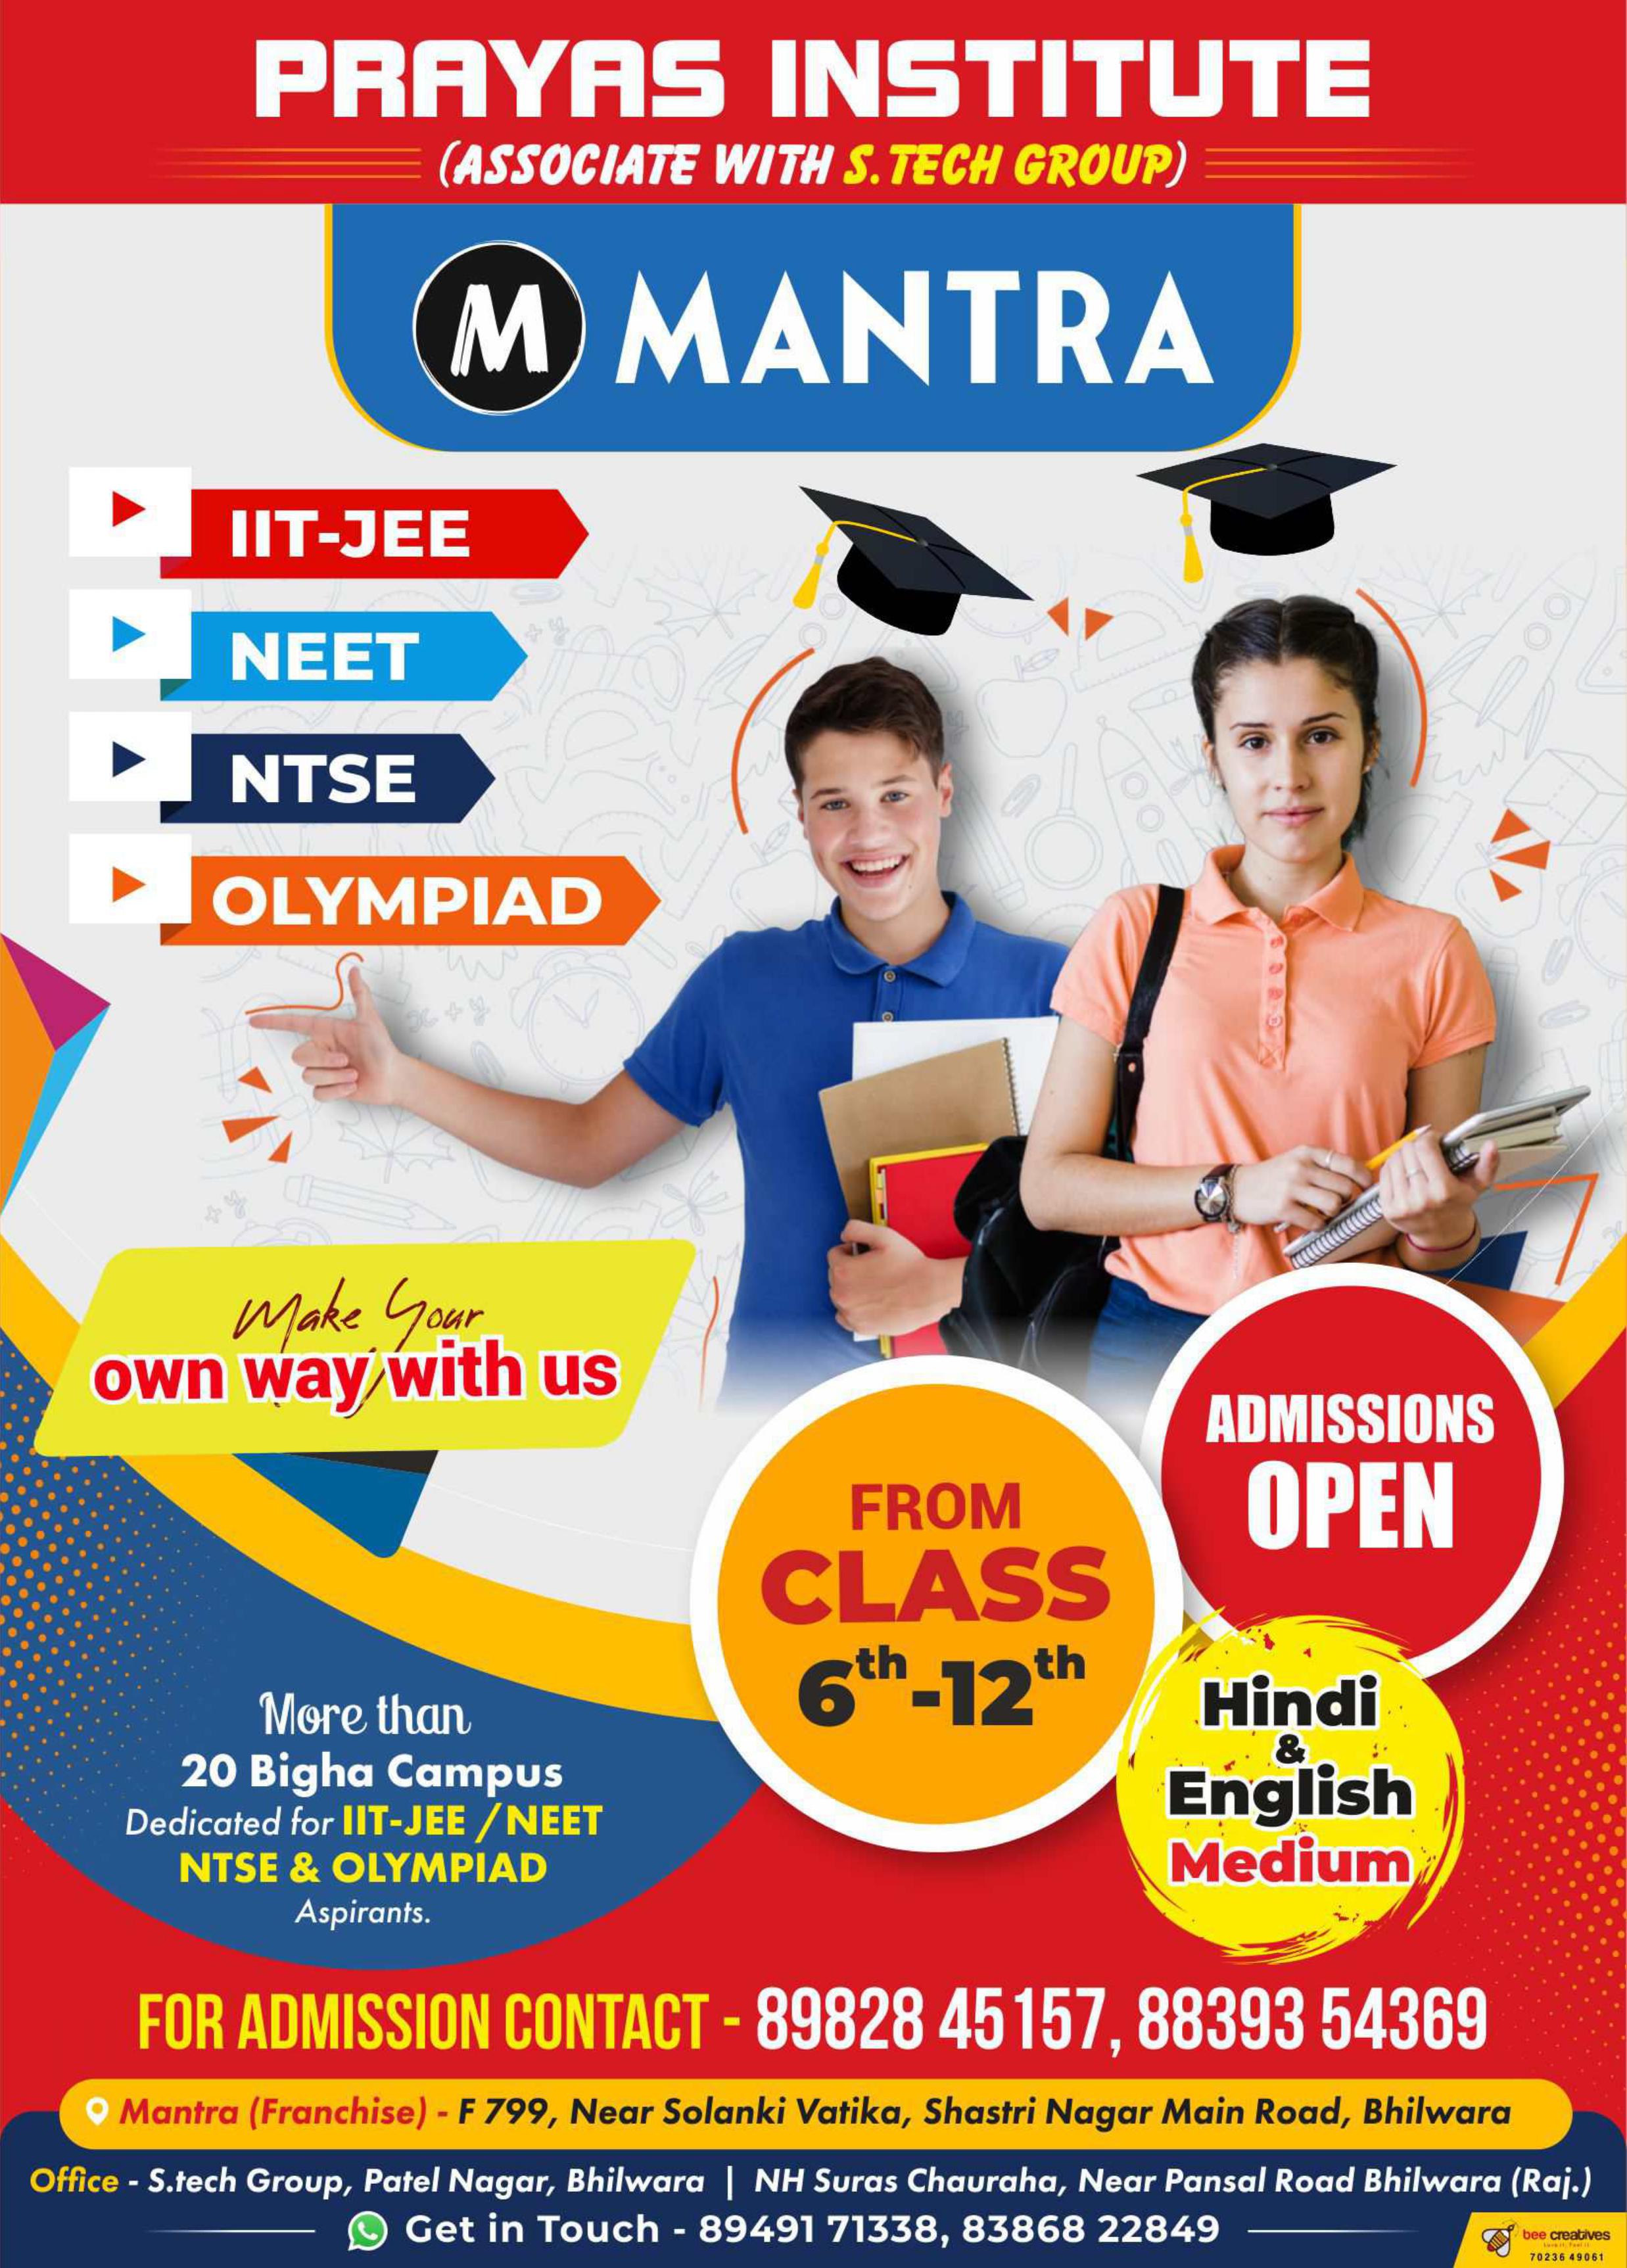 PRAYAS INSTITUTE
(ASSOCIATE WITH S.TECH GROUP)
M MANTRA
IIT-JEE
NEET
NTSE
OLYMPIAD
Make Your
own way with us
ADMISSIONS
OPEN
FROM
CLASS
6th-12th
Hindi
&
English
Medium
More than
20 Bigha Campus
Dedicated for IIT-JEE /NEET
NTSE & OLYMPIAD
Aspirants.
FOR ADMISSION CONTACT - 89828 45157, 88393 54369
Mantra (Franchise) - F 799, Near Solanki Vatika, Shastri Nagar Main Road, Bhilwara
Office - S.tech Group, Patel Nagar, Bhilwara | NH Suras Chauraha, Near Pansal Road Bhilwara (Raj.)
Get in Touch - 89491 71338, 83868 22849
bee creatives
70236 49061